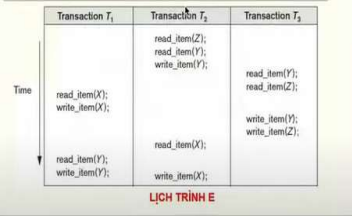 Transaction T₁ Transaction T₂ Transaction T₃
read_item(Z);
read_item(Y);
write_item(Y);
read_item(Y);
read_item(Z);
Time
read_item(X);
write_item(X);
write_item(Y);
write_item(Z);
read_item(X);
read_item(Y);
write_item(Y); write_item(X);
LỊCH TRÌNH E